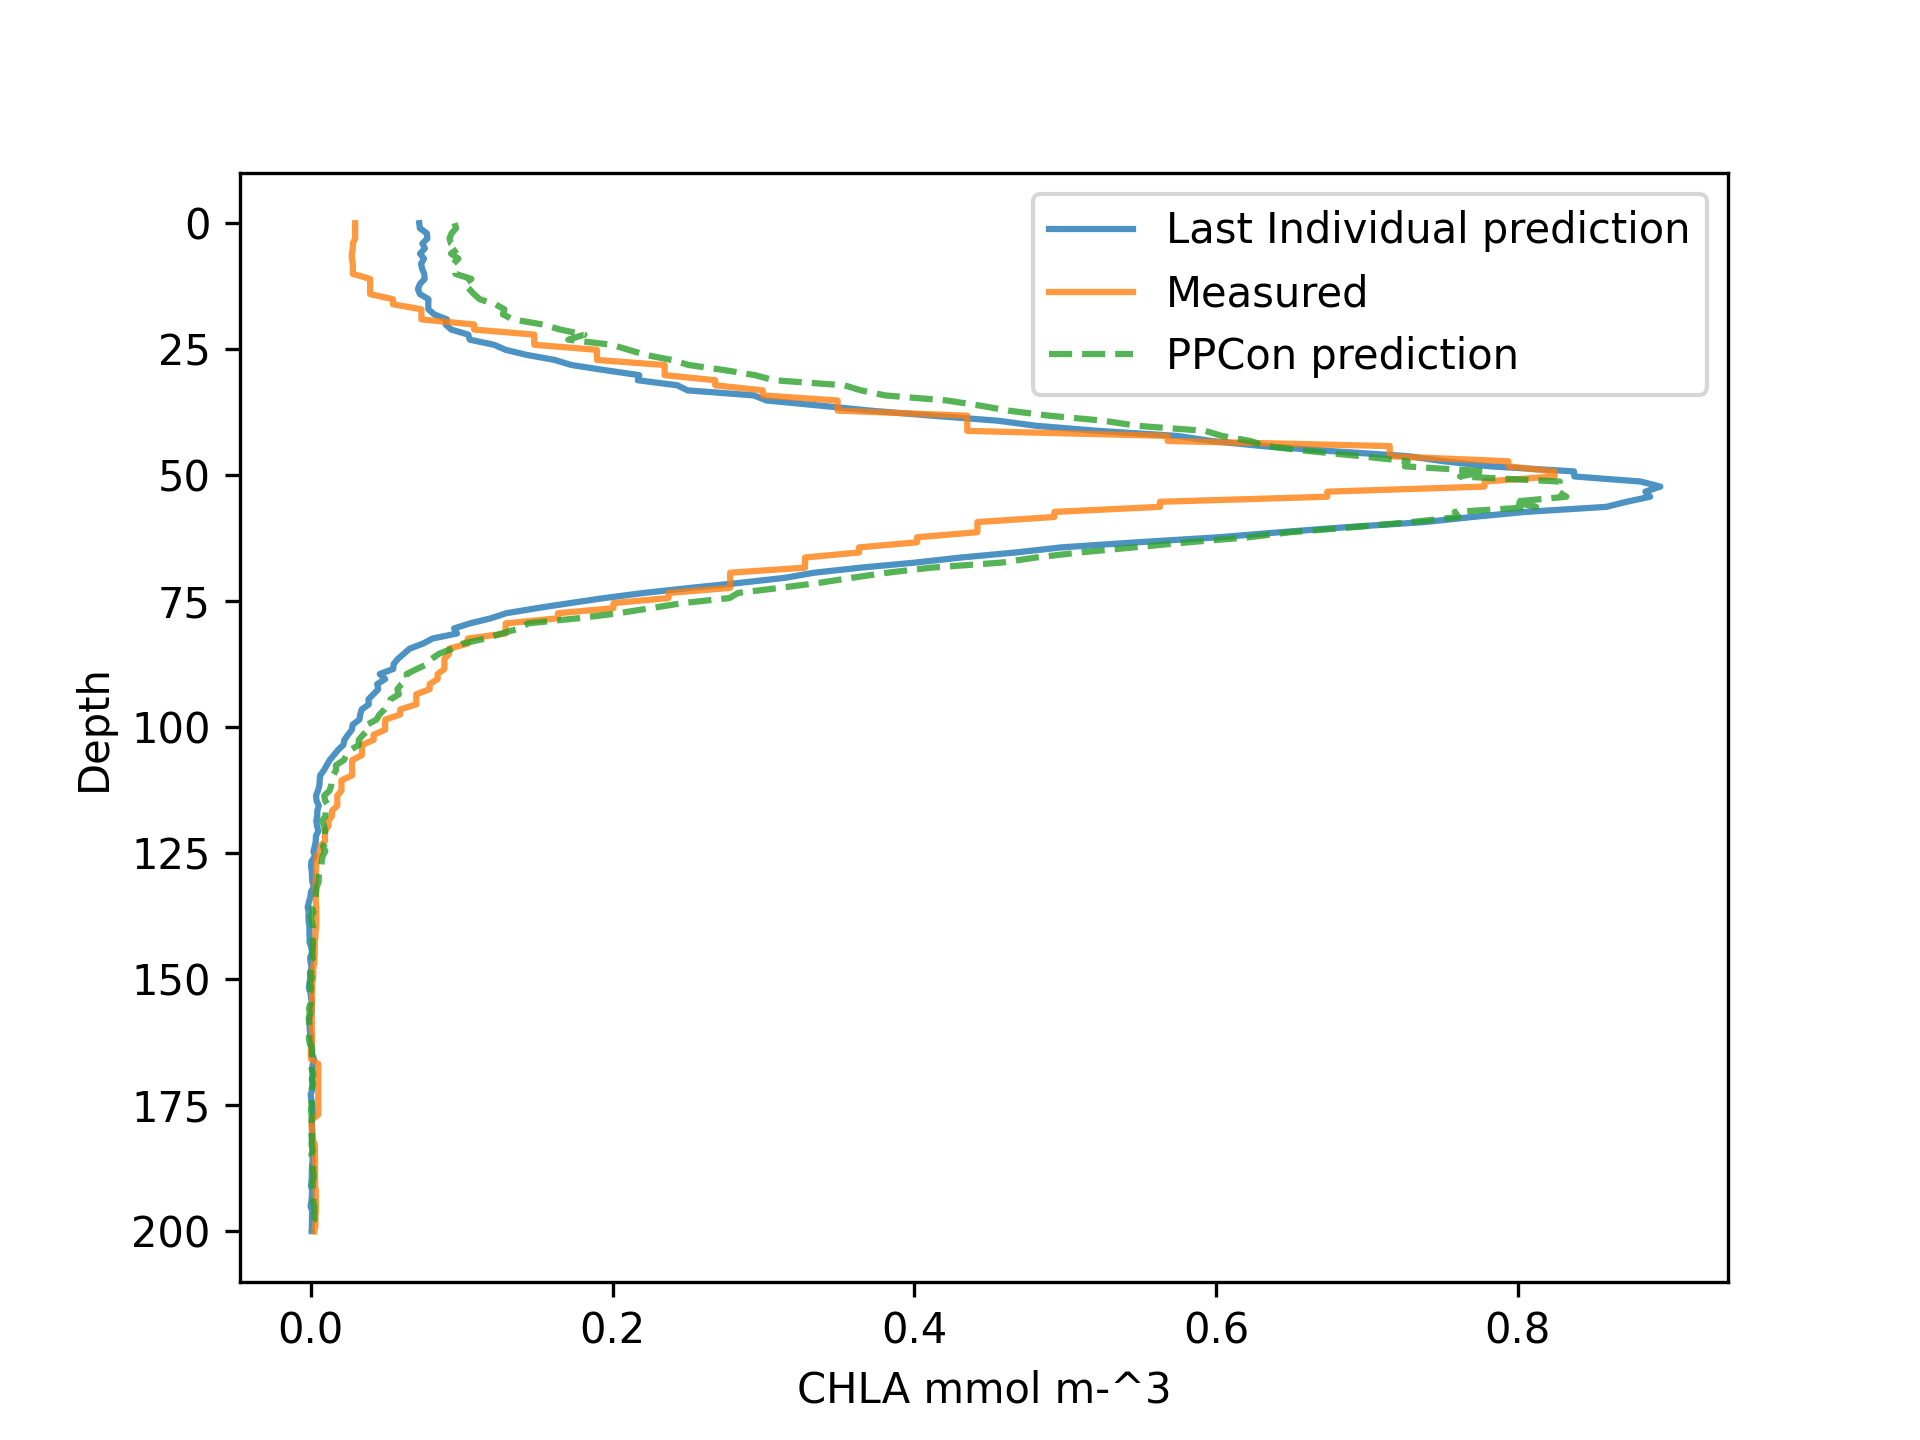 Last Individual prediction
Measured
PPCon prediction
0
25
50
75
100
125
150
175
200
Depth
0.0 0.2 0.4 0.6 0.8
CHLA mmol m-^3